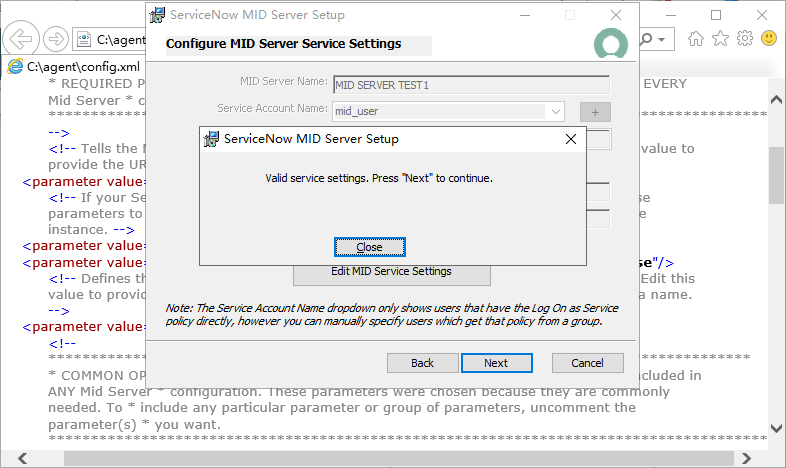 ServiceNow MID Server Setup
Configure MID Server Service Settings
C:\agent
C:\agent\config.xml
MID Server Name:
MID SERVER TEST1
Service Account Name:
mid_user
+
ServiceNow MID Server Setup
Valid service settings. Press "Next" to continue.
Close
Edit MID Service Settings
Note: The Service Account Name dropdown only shows users that have the Log On as Service
policy directly, however you can manually specify users which get that policy from a group.
Back
Next
Cancel
* REQUIRED P EVERY
Mid Server * c
-->
<!-- Tells the M value to
provide the UR
<parameter value=
<!-- If your Se se
parameters to e
instance. -->
<parameter value=
<parameter value= se"/>
<!-- Defines th Edit this
value to provid a name.
-->
<parameter value=
<!--
* COMMON OP ncluded in
ANY Mid Server * configuration. These parameters were chosen because they are commonly
needed. To * include any particular parameter or group of parameters, uncomment the
parameter(s) * you want.